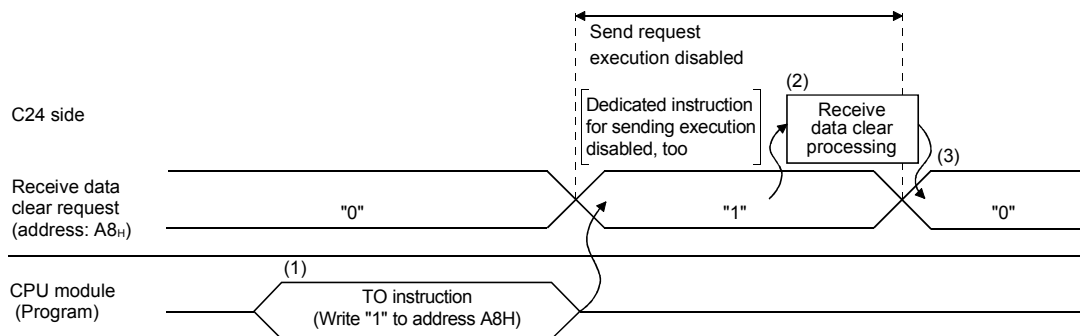 Send request
execution disabled
C24 side
Dedicated instruction
for sending execution
disabled, too
(2)
Receive
data clear
processing
(3)
Receive data
clear request
(address: A8H)
"0"
"1"
"0"
CPU module
(Program)
(1)
TO instruction
(Write "1" to address A8H)